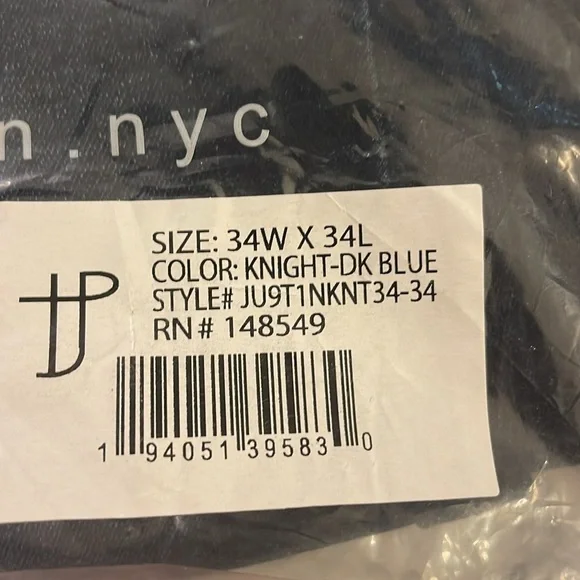 n.nyc
SIZE: 34W X 34L
COLOR: KNIGHT-DK BLUE
STYLE# JU9T1NKNT34-34
RN# 148549
1 94051 39583 0